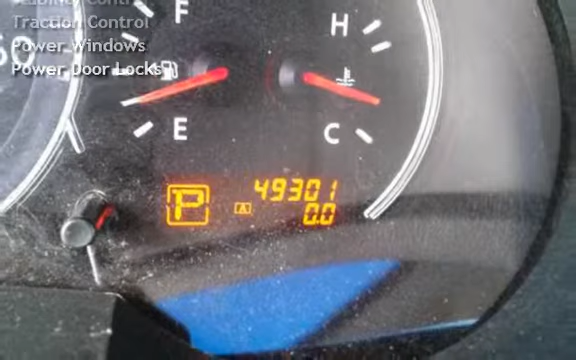 Traction Control
Power Windows
Power Door Locks
F
H
E
C
P
A
49301
0.0